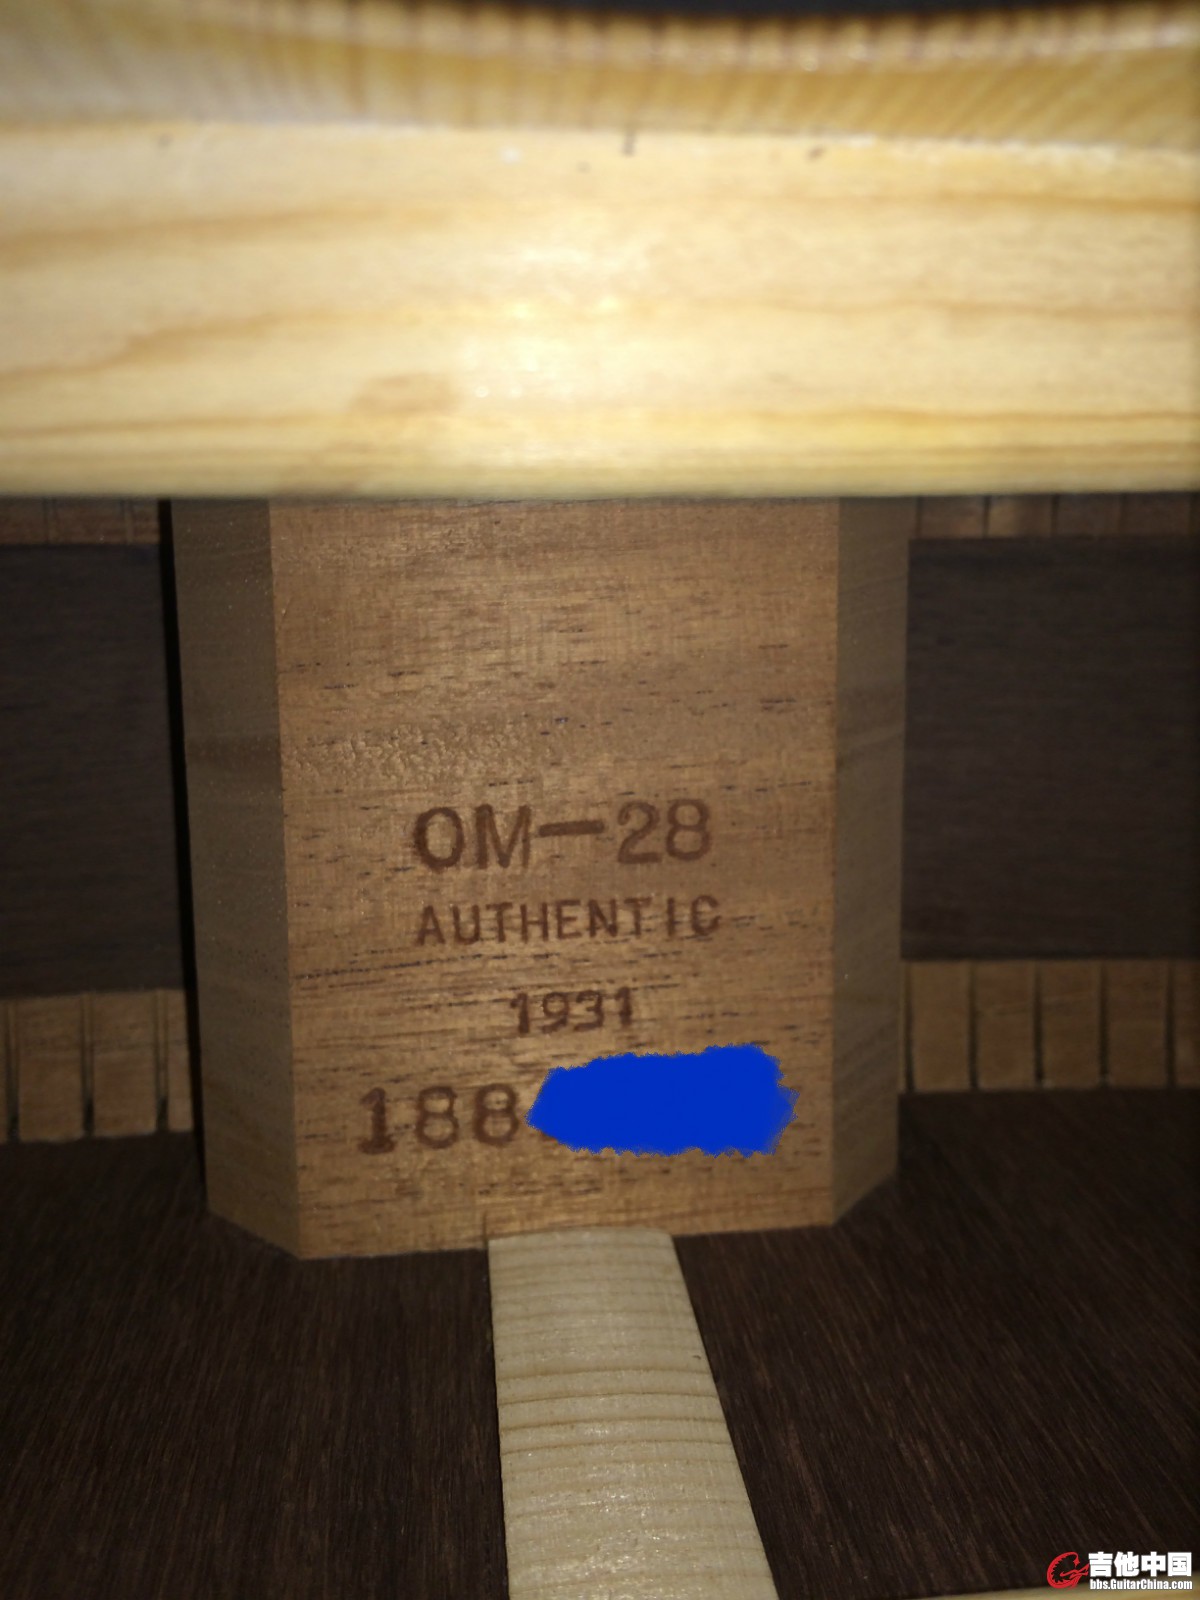 OM-28
AUTHENTIC
1931
188
吉他中国
bbs.GuitarChina.com